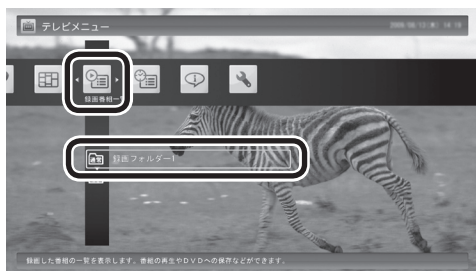 テレビメニュー
録画番組一覧
録画フォルダー1
録画した番組の一覧を表示します。番組の再生やDVDへの保存などができます。